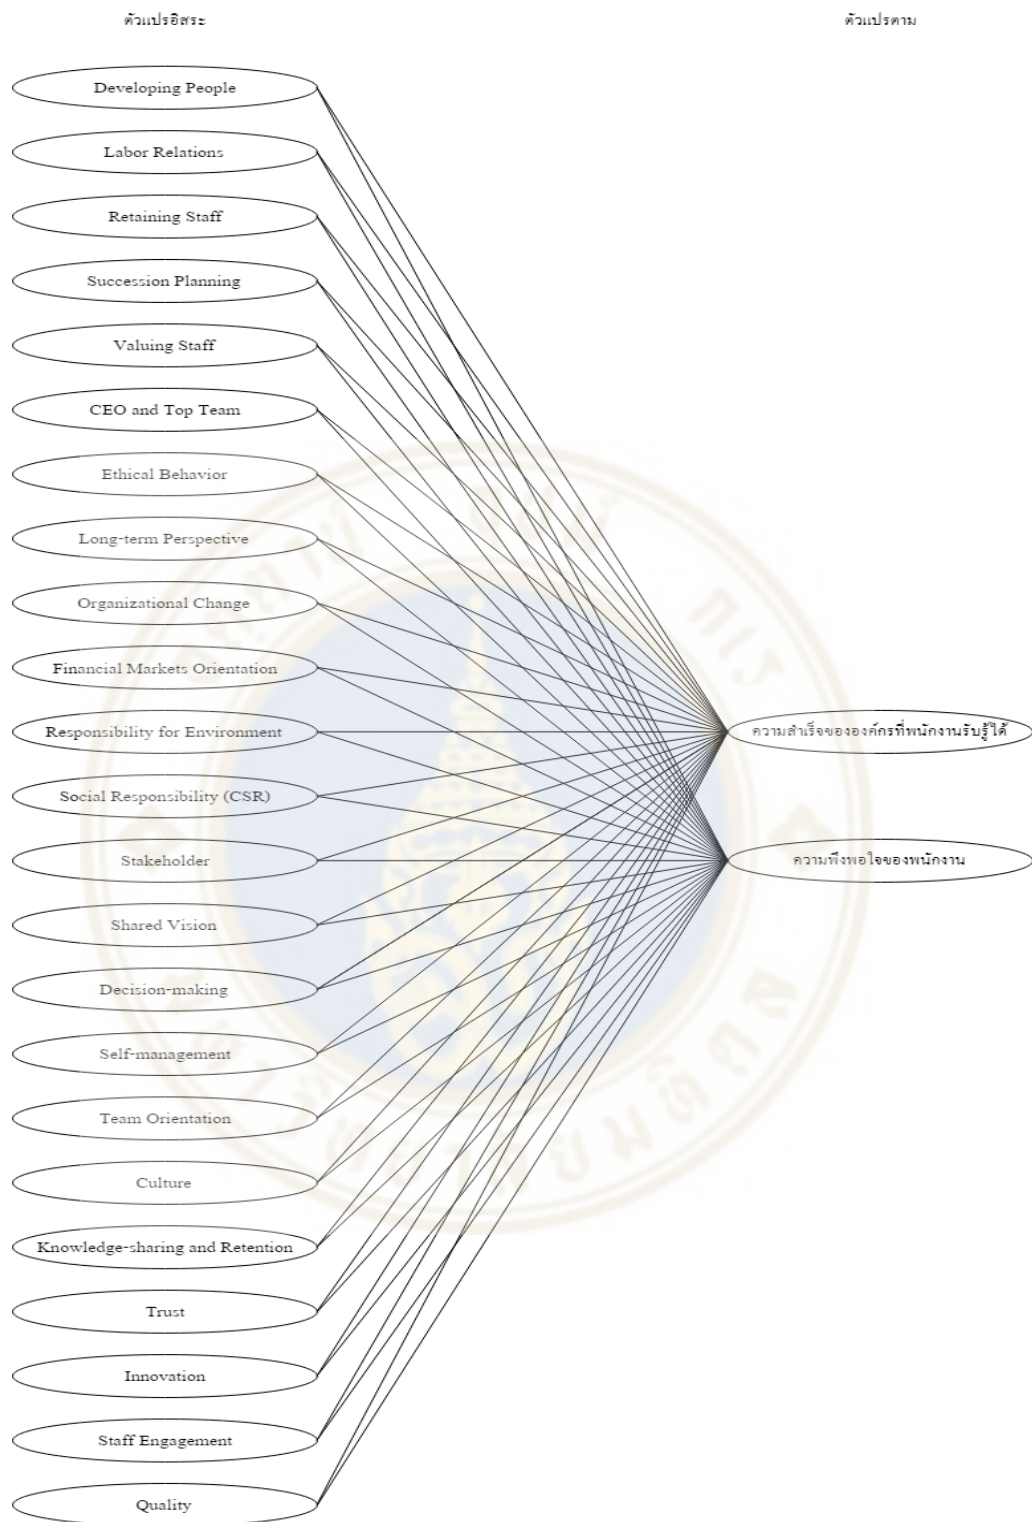 ตัวแปรอิสระ
ตัวแปรตาม
Developing People
Labor Relations
Retaining Staff
Succession Planning
Valuing Staff
CEO and Top Team
Ethical Behavior
Long-term Perspective
Organizational Change
Financial Markets Orientation
Responsibility for Environment
Social Responsibility (CSR)
Stakeholder
Shared Vision
Decision-making
Self-management
Team Orientation
Culture
Knowledge-sharing and Retention
Trust
Innovation
Staff Engagement
Quality
ความสำเร็จขององค์กรที่พนักงานรับรู้ได้
ความพึงพอใจของพนักงาน